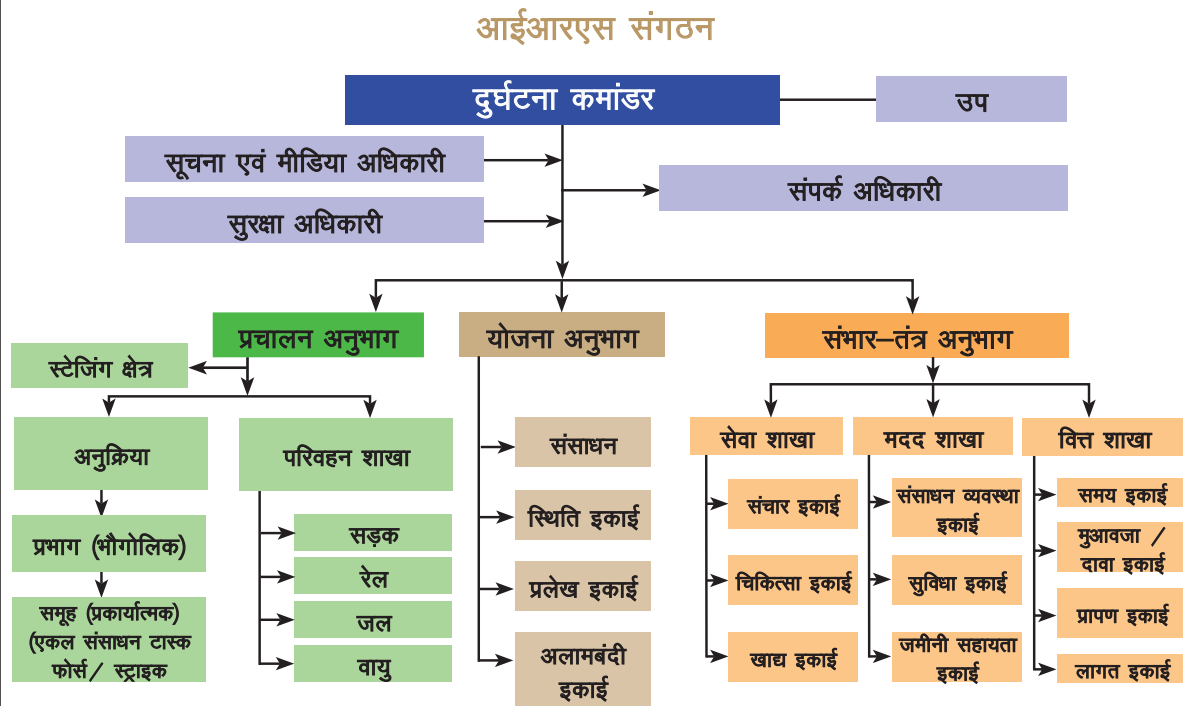 आईआरएस संगठन
दुर्घटना कमांडर
उप
सूचना एवं मीडिया अधिकारी
संपर्क अधिकारी
सुरक्षा अधिकारी
प्रचालन अनुभाग
योजना अनुभाग
संभार–तंत्र अनुभाग
स्टेजिंग क्षेत्र
अनुक्रिया
प्रभाग (भौगोलिक)
समूह (प्रकार्यात्मक)
(एकल संसाधन टास्क
फोर्स/ स्ट्राइक
परिवहन शाखा
सड़क
रेल
जल
वायु
संसाधन
स्थिति इकाई
प्रलेख इकाई
अलामबंदी
इकाई
सेवा शाखा
संचार इकाई
चिकित्सा इकाई
खाद्य इकाई
मदद शाखा
संसाधन व्यवस्था
इकाई
सुविधा इकाई
जमीनी सहायता
इकाई
वित्त शाखा
समय इकाई
मुआवजा /
दावा इकाई
प्रापण इकाई
लागत इकाई